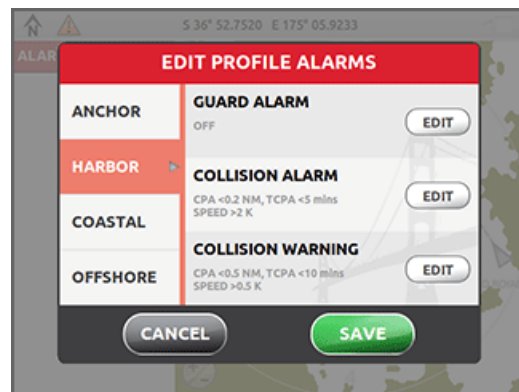 N
S 36° 52.7520 E 175° 05.9233
ALAR
EDIT PROFILE ALARMS
ANCHOR
HARBOR
COASTAL
OFFSHORE
GUARD ALARM
OFF
EDIT
COLLISION ALARM
CPA <0.2 NM, TCPA <5 mins
SPEED >2 K
EDIT
COLLISION WARNING
CPA <0.5 NM, TCPA <10 mins
SPEED >0.5 K
EDIT
CANCEL
SAVE